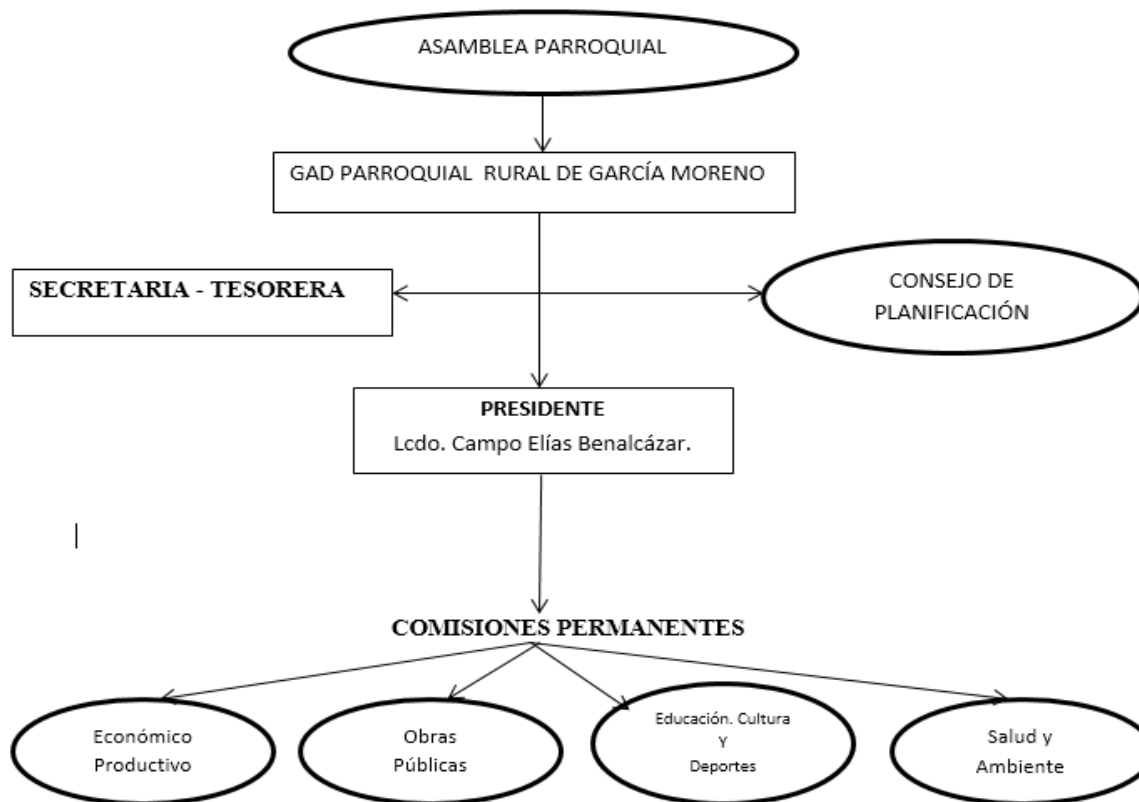 ASAMBLEA PARROQUIAL
GAD PARROQUIAL RURAL DE GARCÍA MORENO
SECRETARIA - TESORERA
CONSEJO DE
PLANIFICACIÓN
PRESIDENTE
Lcdo. Campo Elías Benalcázar.
COMISIONES PERMANENTES
Económico
Productivo
Obras
Públicas
Educación. Cultura
Y
Deportes
Salud y
Ambiente